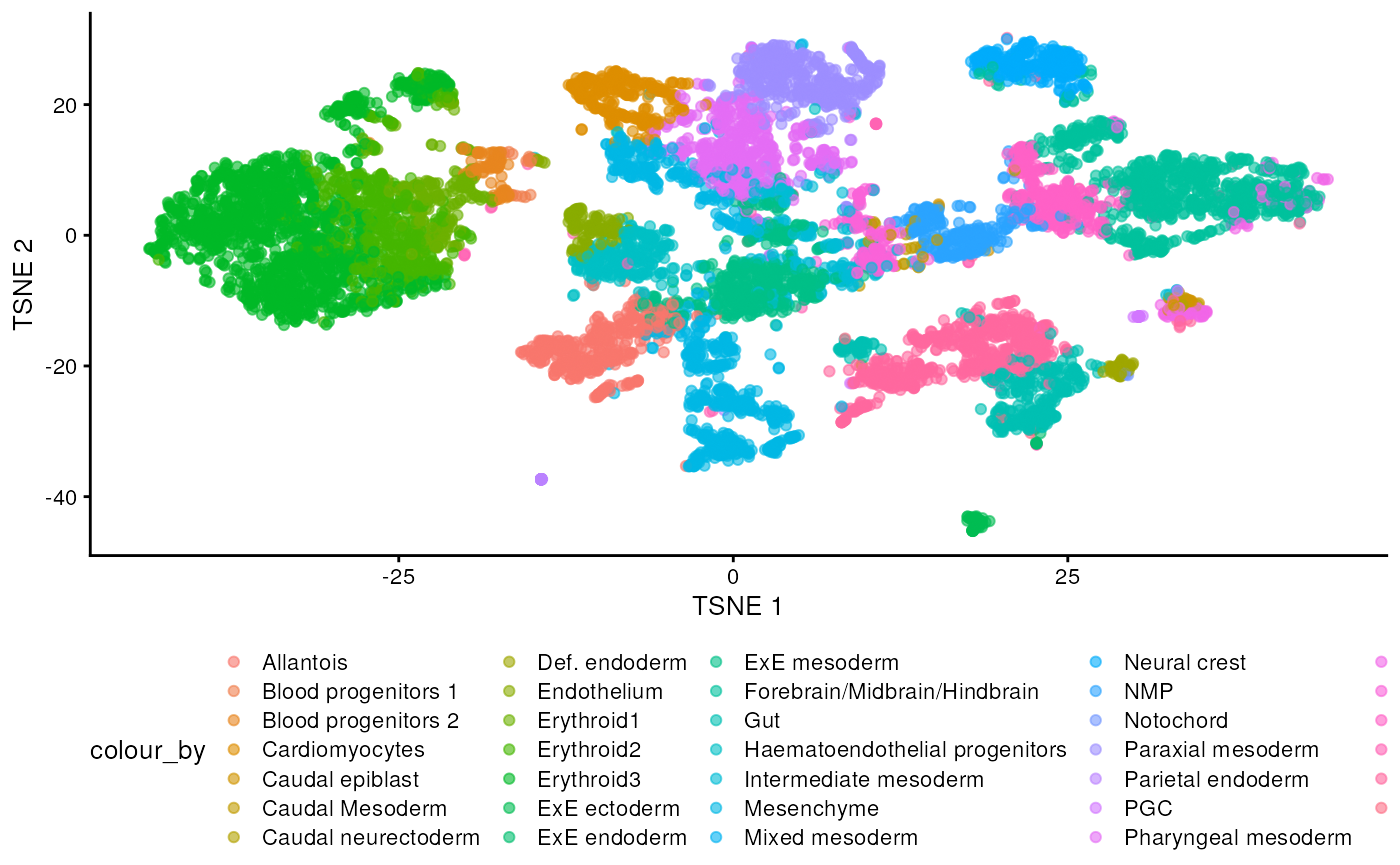 20
0
-20
-40
TSNE 2
-25 0 25
TSNE 1
Allantois Def. endoderm ExE mesoderm Neural crest
Blood progenitors 1 Endothelium Forebrain/Midbrain/Hindbrain NMP
Blood progenitors 2 Erythroid1 Gut Notochord
colour_by Cardiomyocytes Erythroid2 Haematoendothelial progenitors Paraxial mesoderm
Caudal epiblast Erythroid3 Intermediate mesoderm Parietal endoderm
Caudal Mesoderm ExE ectoderm Mesenchyme PGC
Caudal neurectoderm ExE endoderm Mixed mesoderm Pharyngeal mesoderm